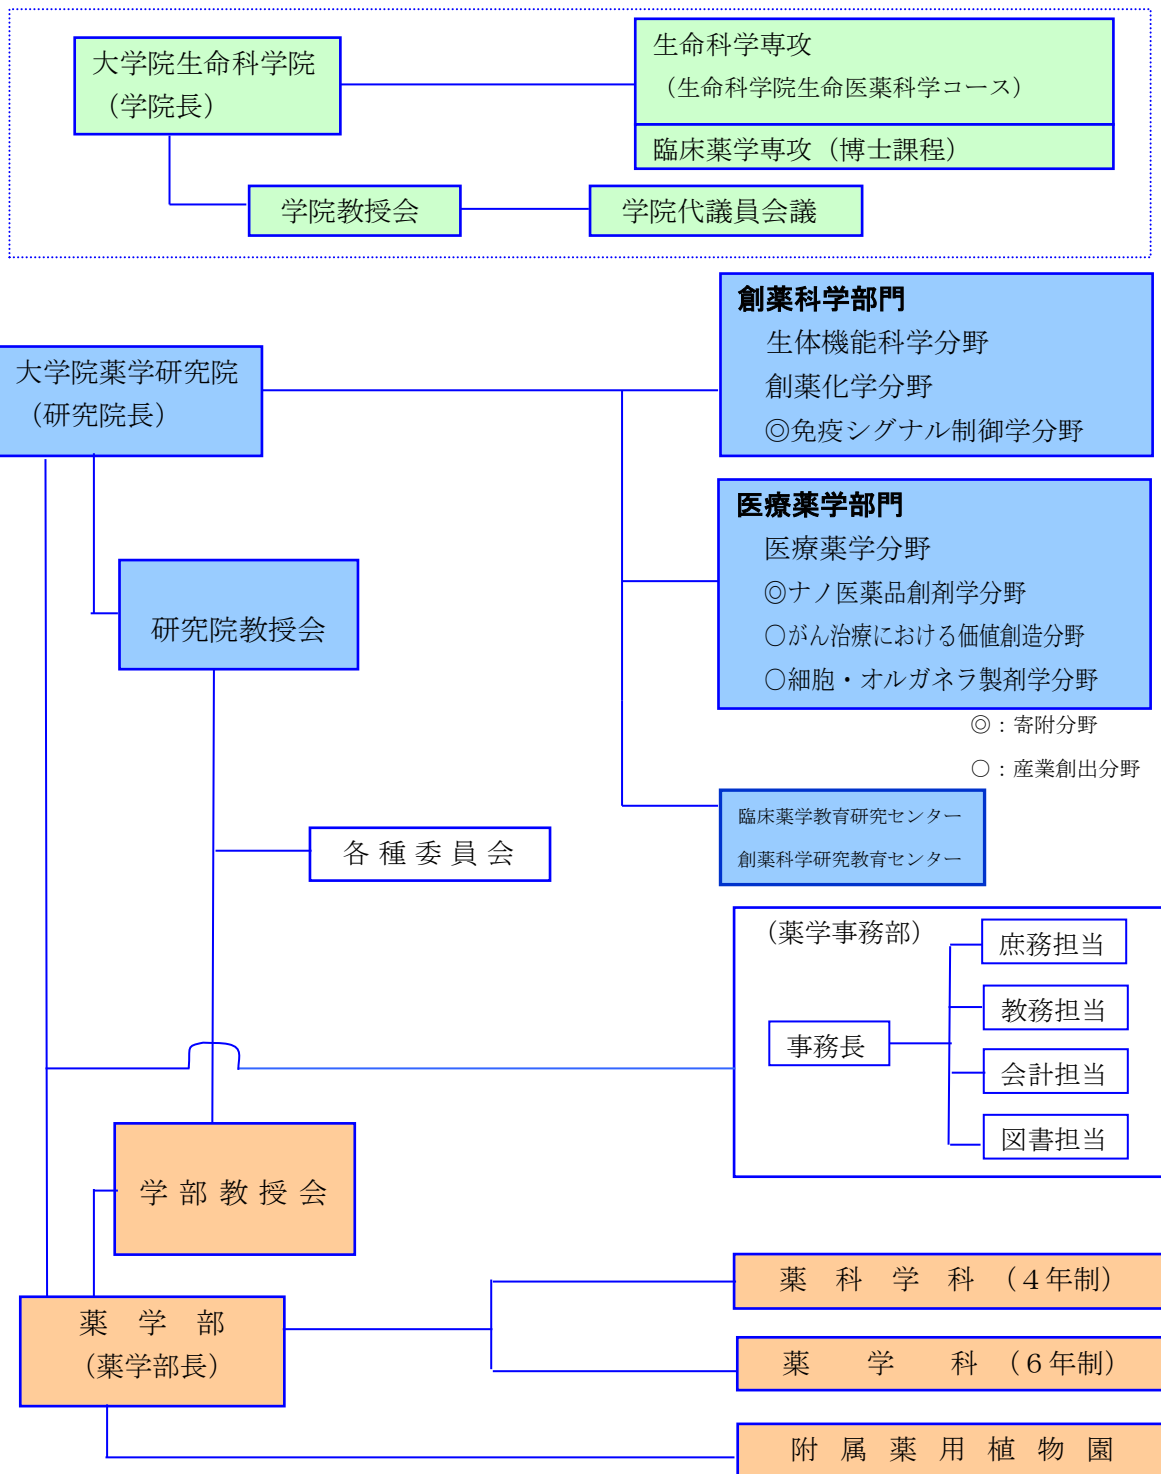 大学院生命科学院
（学院長）
生命科学専攻
（生命科学院生命医薬科学コース）
臨床薬学専攻（博士課程）
学院教授会
学院代議員会議
創薬科学部門
生体機能科学分野
創薬化学分野
◎免疫シグナル制御学分野
大学院薬学研究院
（研究院長）
医療薬学部門
医療薬学分野
◎ナノ医薬品創剤学分野
○がん治療における価値創造分野
○細胞・オルガネラ製剤学分野
◎：寄附分野
○：産業創出分野
研究院教授会
臨床薬学教育研究センター
創薬科学研究教育センター
各種委員会
（薬学事務部）
事務長
庶務担当
教務担当
会計担当
図書担当
学部教授会
薬学部
（薬学部長）
薬科学科（４年制）
薬学科（６年制）
附属薬用植物園